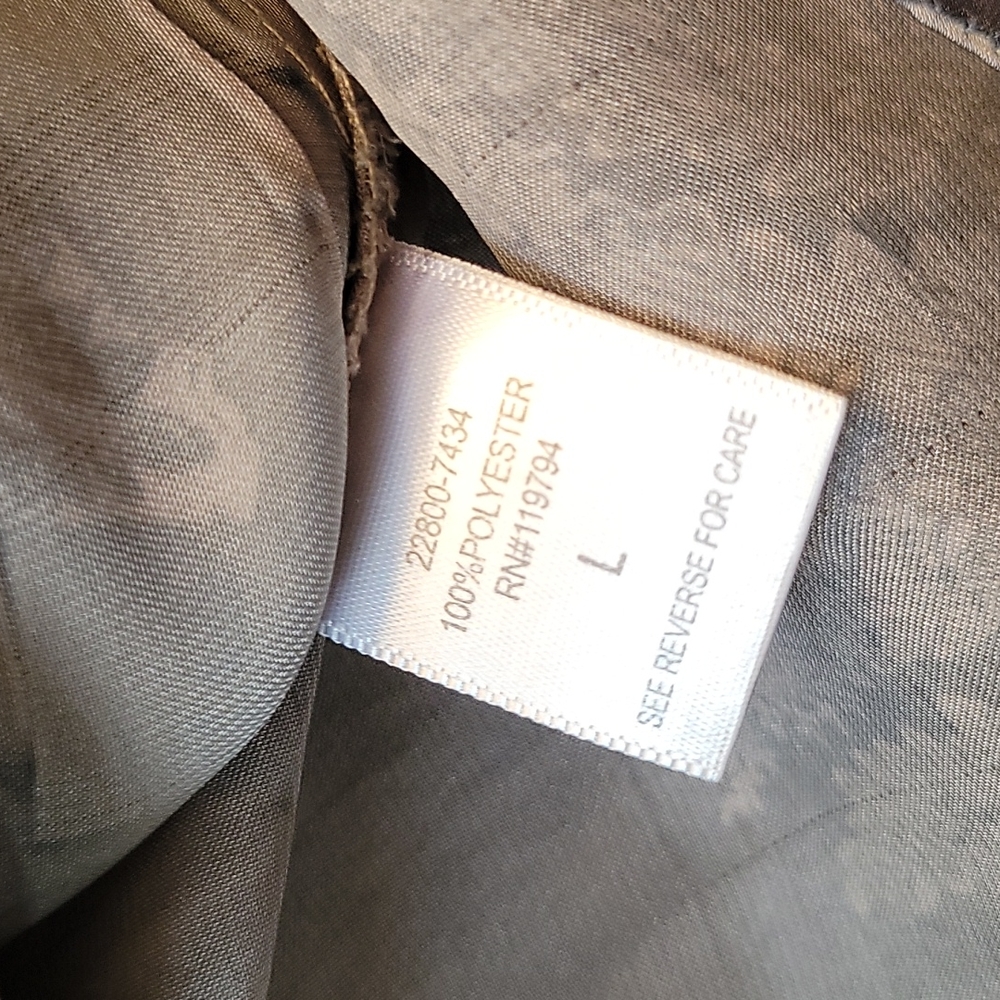 22800-7434
100%POLYESTER
RN#119794
L
SEE REVERSE FOR CARE